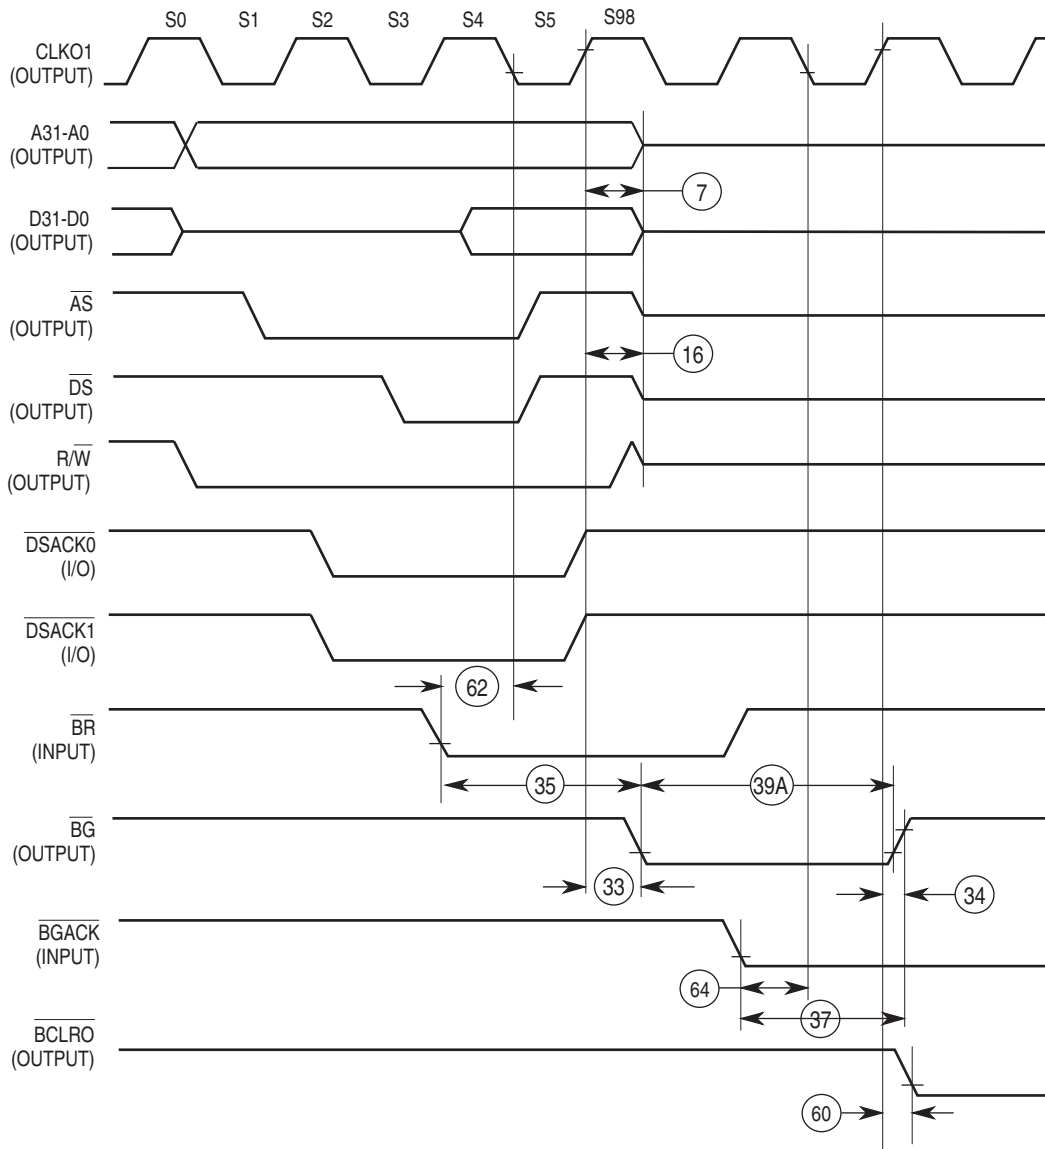 S0 S1 S2 S3 S4 S5 S98
CLKO1
(OUTPUT)
A31-A0
(OUTPUT)
7
D31-D0
(OUTPUT)
AS
(OUTPUT)
16
DS
(OUTPUT)
R/W
(OUTPUT)
DSACK0
(I/O)
DSACK1
(I/O)
62
BR
(INPUT)
35
39A
BG
(OUTPUT)
33
34
BGACK
(INPUT)
64
37
BCLRO
(OUTPUT)
60